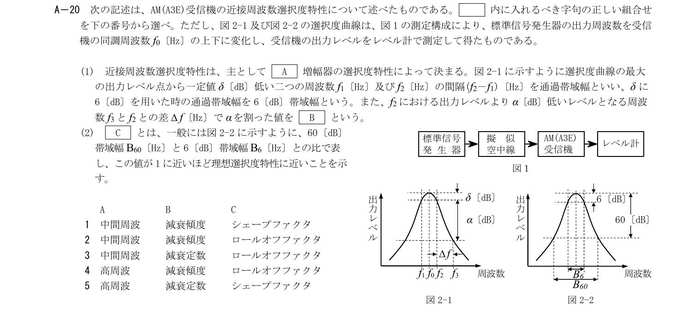 A－20 次の記述は、AM(A3E)受信機の近接周波数選択度特性について述べたものである。 内に入れるべき字句の正しい組合せ
を下の番号から選べ。ただし、図2-1及び図2-2の選択度曲線は、図1の測定構成により、標準信号発生器の出力周波数を受信
機の同調周波数f₀〔Hz〕の上下に変化し、受信機の出力レベルをレベル計で測定して得たものである。
(1) 近接周波数選択度特性は、主として A 増幅器の選択度特性によって決まる。図2-1に示すように選択度曲線の最大
の出力レベル点から一定値δ〔dB〕低い二つの周波数f₁〔Hz〕及びf₂〔Hz〕の間隔(f₂－f₁)〔Hz〕を通過帯域幅といい、δに
6〔dB〕を用いた時の通過帯域幅を6〔dB〕帯域幅という。また、f₂における出力レベルよりα〔dB〕低いレベルとなる周波
数f₃とf₂との差Δf〔Hz〕でαを割った値を B という。
(2) C とは、一般には図2-2に示すように、60〔dB〕
帯域幅B₆₀〔Hz〕と6〔dB〕帯域幅B₆〔Hz〕との比で表
し、この値が1に近いほど理想選択度特性に近いことを示
す。
標準信号
発生器
擬似
空中線
AM(A3E)
受信機
レベル計
図1
A B C
1 中間周波 減衰傾度 シェープファクタ
2 中間周波 減衰傾度 ロールオフファクタ
3 中間周波 減衰定数 ロールオフファクタ
4 高周波 減衰傾度 ロールオフファクタ
5 高周波 減衰定数 シェープファクタ
出力レベル
δ〔dB〕
α〔dB〕
Δf
f₁ f₀ f₂ f₃ 周波数
図2-1
出力レベル
6〔dB〕
60〔dB〕
B₆
B₆₀
周波数
図2-2